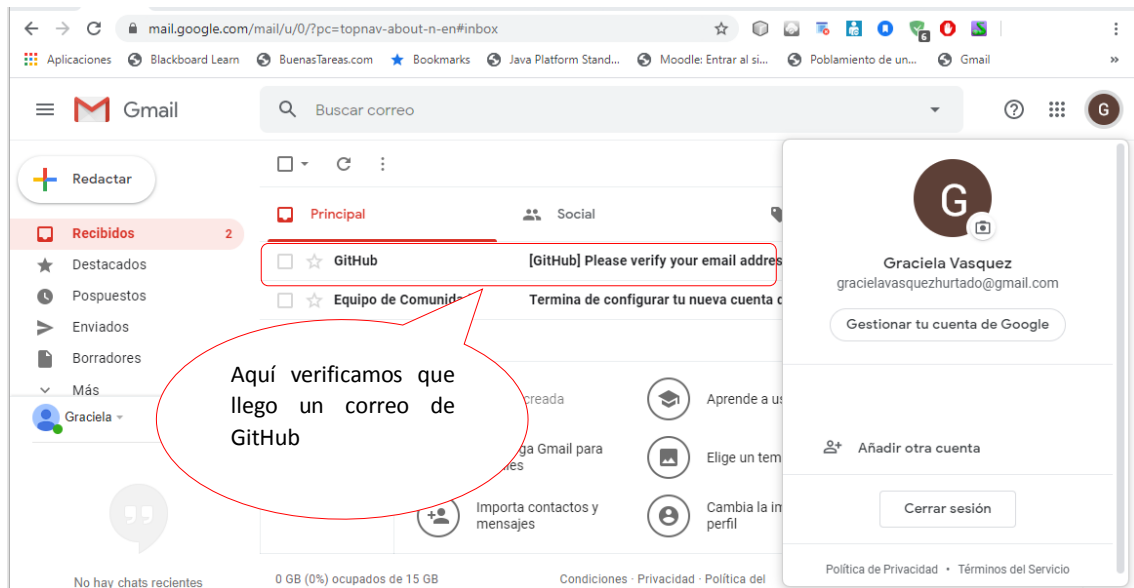 mail.google.com/mail/u/0/?pc=topnav-about-n-en#inbox
6
Aplicaciones Blackboard Learn BuenasTareas.com Bookmarks Java Platform Stand... Moodle: Entrar al si... Poblamiento de un... Gmail »
Gmail
Buscar correo
G
Redactar
Principal
Social
Recibidos 2
Destacados
Pospuestos
Enviados
Borradores
Más
Graciela
No hay chats recientes
GitHub [GitHub] Please verify your email addres
Equipo de Comunida Termina de configurar tu nueva cuenta
Aquí verificamos que
llego un correo de
GitHub
creada
Aprende a
Gmail para
Elige un tem
Importa contactos y
mensajes
Cambia la
perfil
0 GB (0%) ocupados de 15 GB
Condiciones · Privacidad · Política del
G
Graciela Vasquez
gracielavasquezhurtado@gmail.com
Gestionar tu cuenta de Google
Añadir otra cuenta
Cerrar sesión
Política de Privacidad • Términos del Servicio